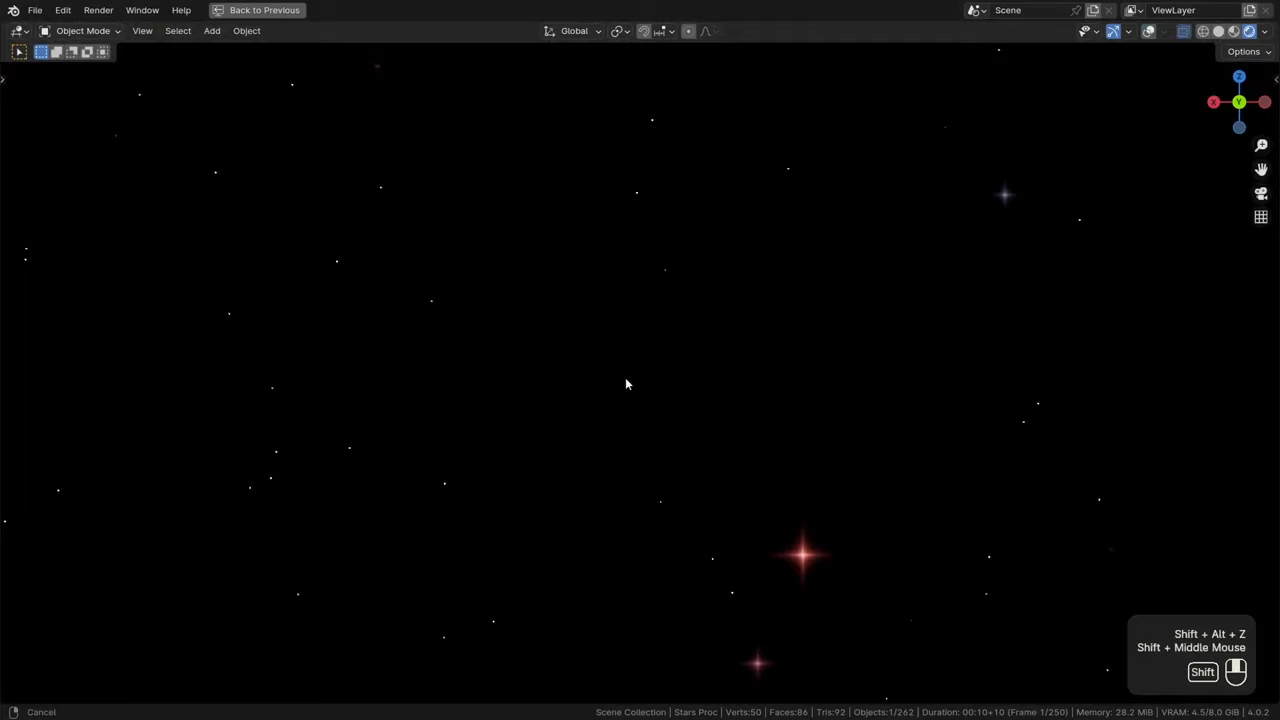 File Edit Render Window Help Back to Previous Scene ViewLayer
Object Mode View Select Add Object Global
Options
Z
X Y
Shift + Alt + Z
Shift + Middle Mouse
Shift
Cancel Scene Collection | Stars Proc | Verts:50 | Faces:86 | Tris:92 | Objects:1/262 | Duration: 00:10+10 (Frame 1/250) | Memory: 28.2 MiB | VRAM: 4.5/8.0 GiB | 4.0.2